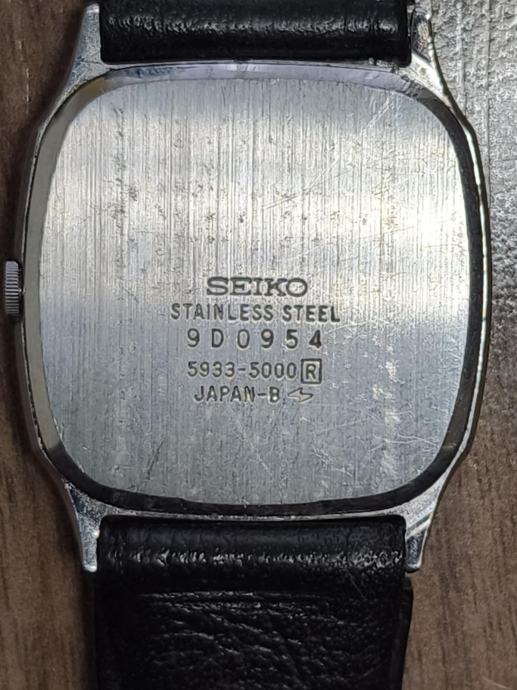 SEIKO
STAINLESS STEEL
9D0954
5933-5000 R
JAPAN-B